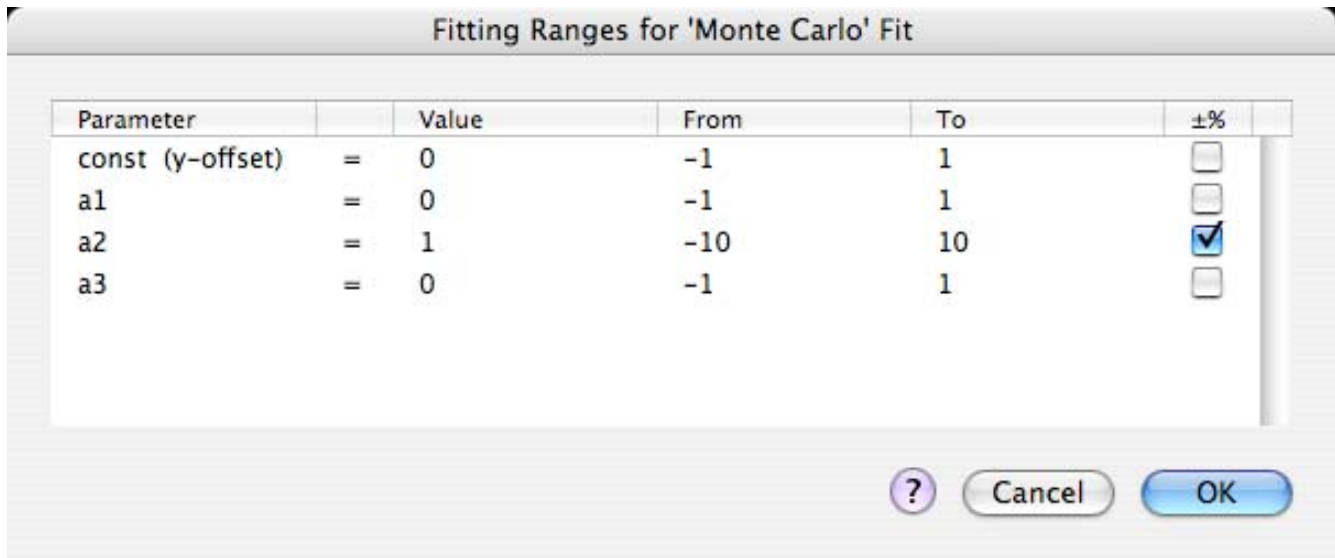 Fitting Ranges for 'Monte Carlo' Fit
Parameter Value From To ±%
const (y-offset) = 0 -1 1
a1 = 0 -1 1
a2 = 1 -10 10
a3 = 0 -1 1
? Cancel OK